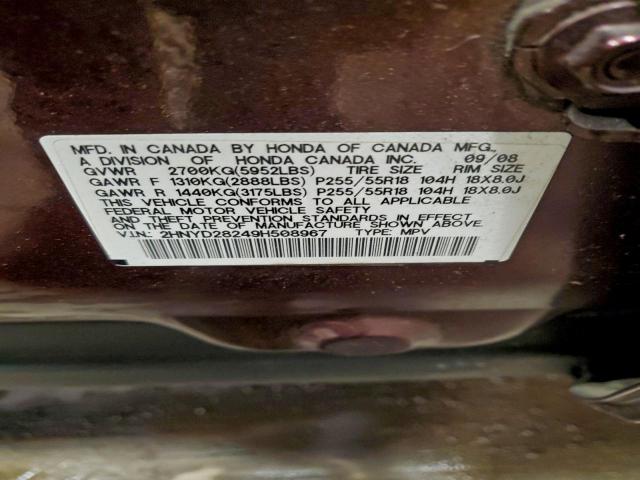 MFD. IN CANADA BY HONDA OF CANADA MFG.,
A DIVISION OF HONDA CANADA INC. 09/08
GVWR 2700KG(5952LBS) TIRE SIZE RIM SIZE
GAWR F 1310KG(2888LBS) P255/55R18 104H 18X8.0J
GAWR R 1440KG(3175LBS) P255/55R18 104H 18X8.0J
THIS VEHICLE CONFORMS TO ALL APPLICABLE
FEDERAL MOTOR VEHICLE SAFETY
AND THEFT PREVENTION STANDARDS IN EFFECT
ON THE DATE OF MANUFACTURE SHOWN ABOVE.
V.I.N.: 2HNYD28249H508967 TYPE: MPV